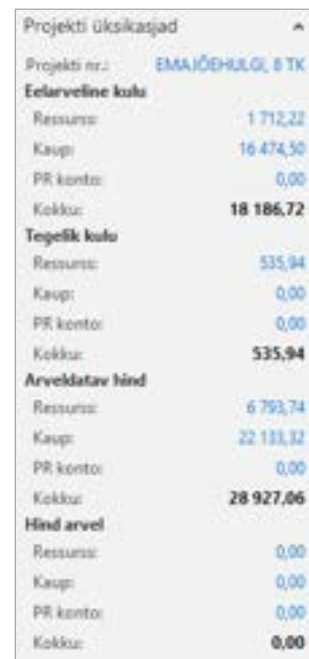 Projekti üksikasjad
Projekti nr.: EMAJÕEHULGI, 8 TK
Eelarveline kulu
Ressurss: 1 712,22
Kaup: 16 474,50
PR konto: 0,00
Kokku: 18 186,72
Tegelik kulu
Ressurss: 535,94
Kaup: 0,00
PR konto: 0,00
Kokku: 535,94
Arveldatav hind
Ressurss: 6 793,74
Kaup: 22 133,32
PR konto: 0,00
Kokku: 28 927,06
Hind arvel
Ressurss: 0,00
Kaup: 0,00
PR konto: 0,00
Kokku: 0,00